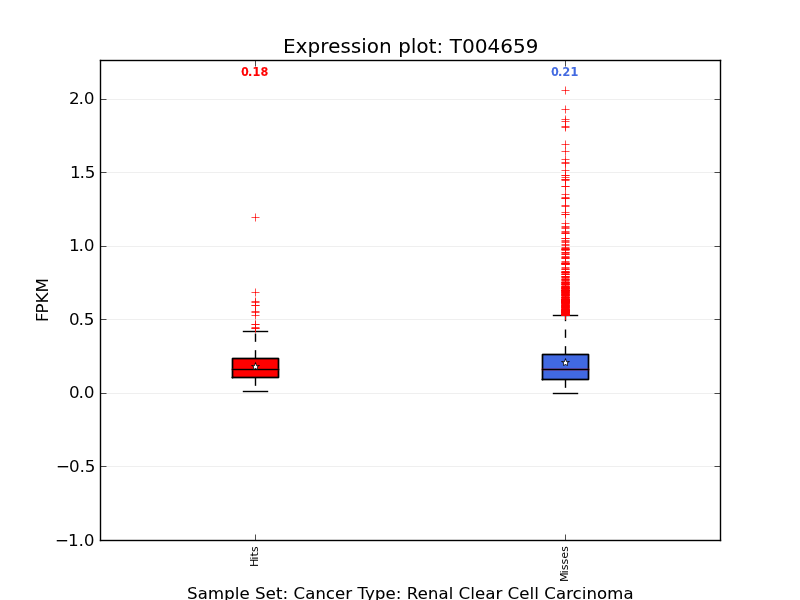 Expression plot: T004659
0.18
0.21
2.0
1.5
1.0
0.5
0.0
−0.5
−1.0
FPKM
Hits
Misses
Sample Set: Cancer Type: Renal Clear Cell Carcinoma